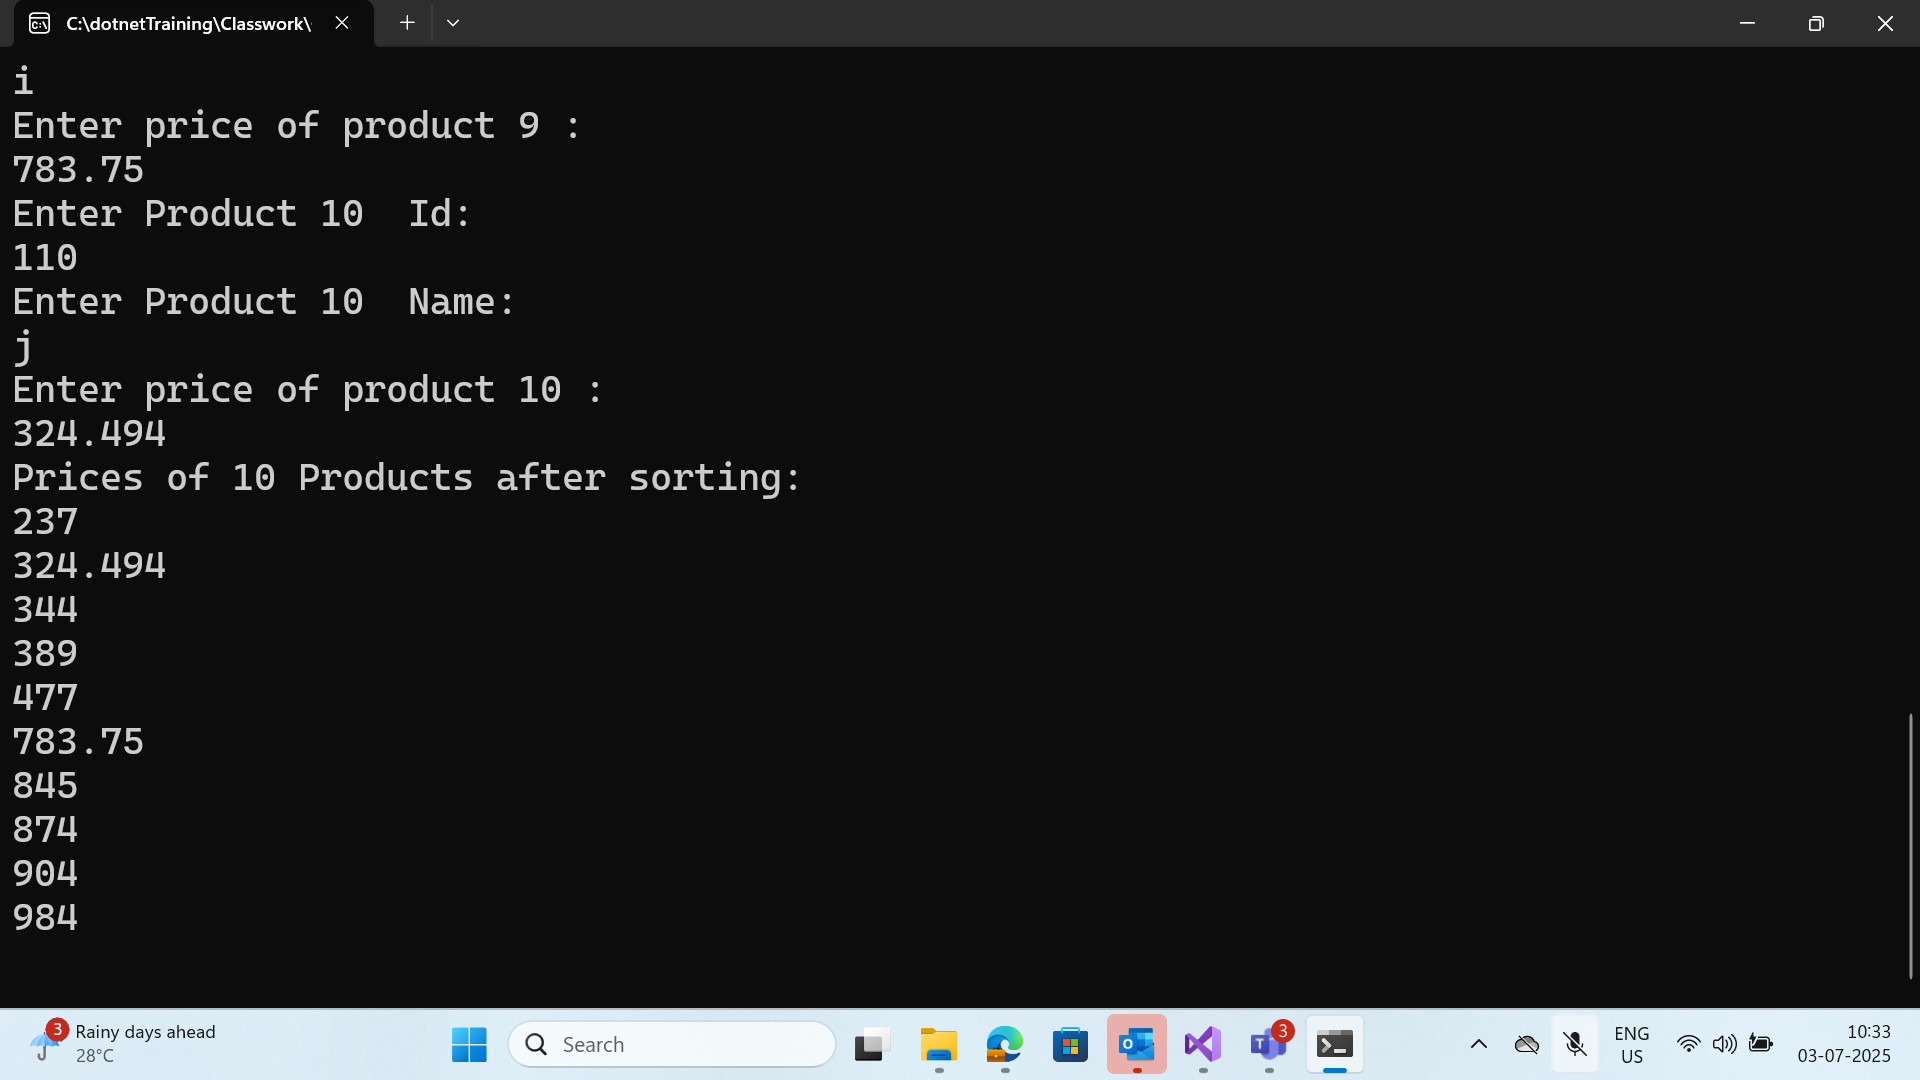 C:\dotnetTraining\Classwork\
i
Enter price of product 9 :
783.75
Enter Product 10  Id:
110
Enter Product 10  Name:
j
Enter price of product 10 :
324.494
Prices of 10 Products after sorting:
237
324.494
344
389
477
783.75
845
874
904
984
3
Rainy days ahead
28°C
Search
3
ENG
US
10:33
03-07-2025